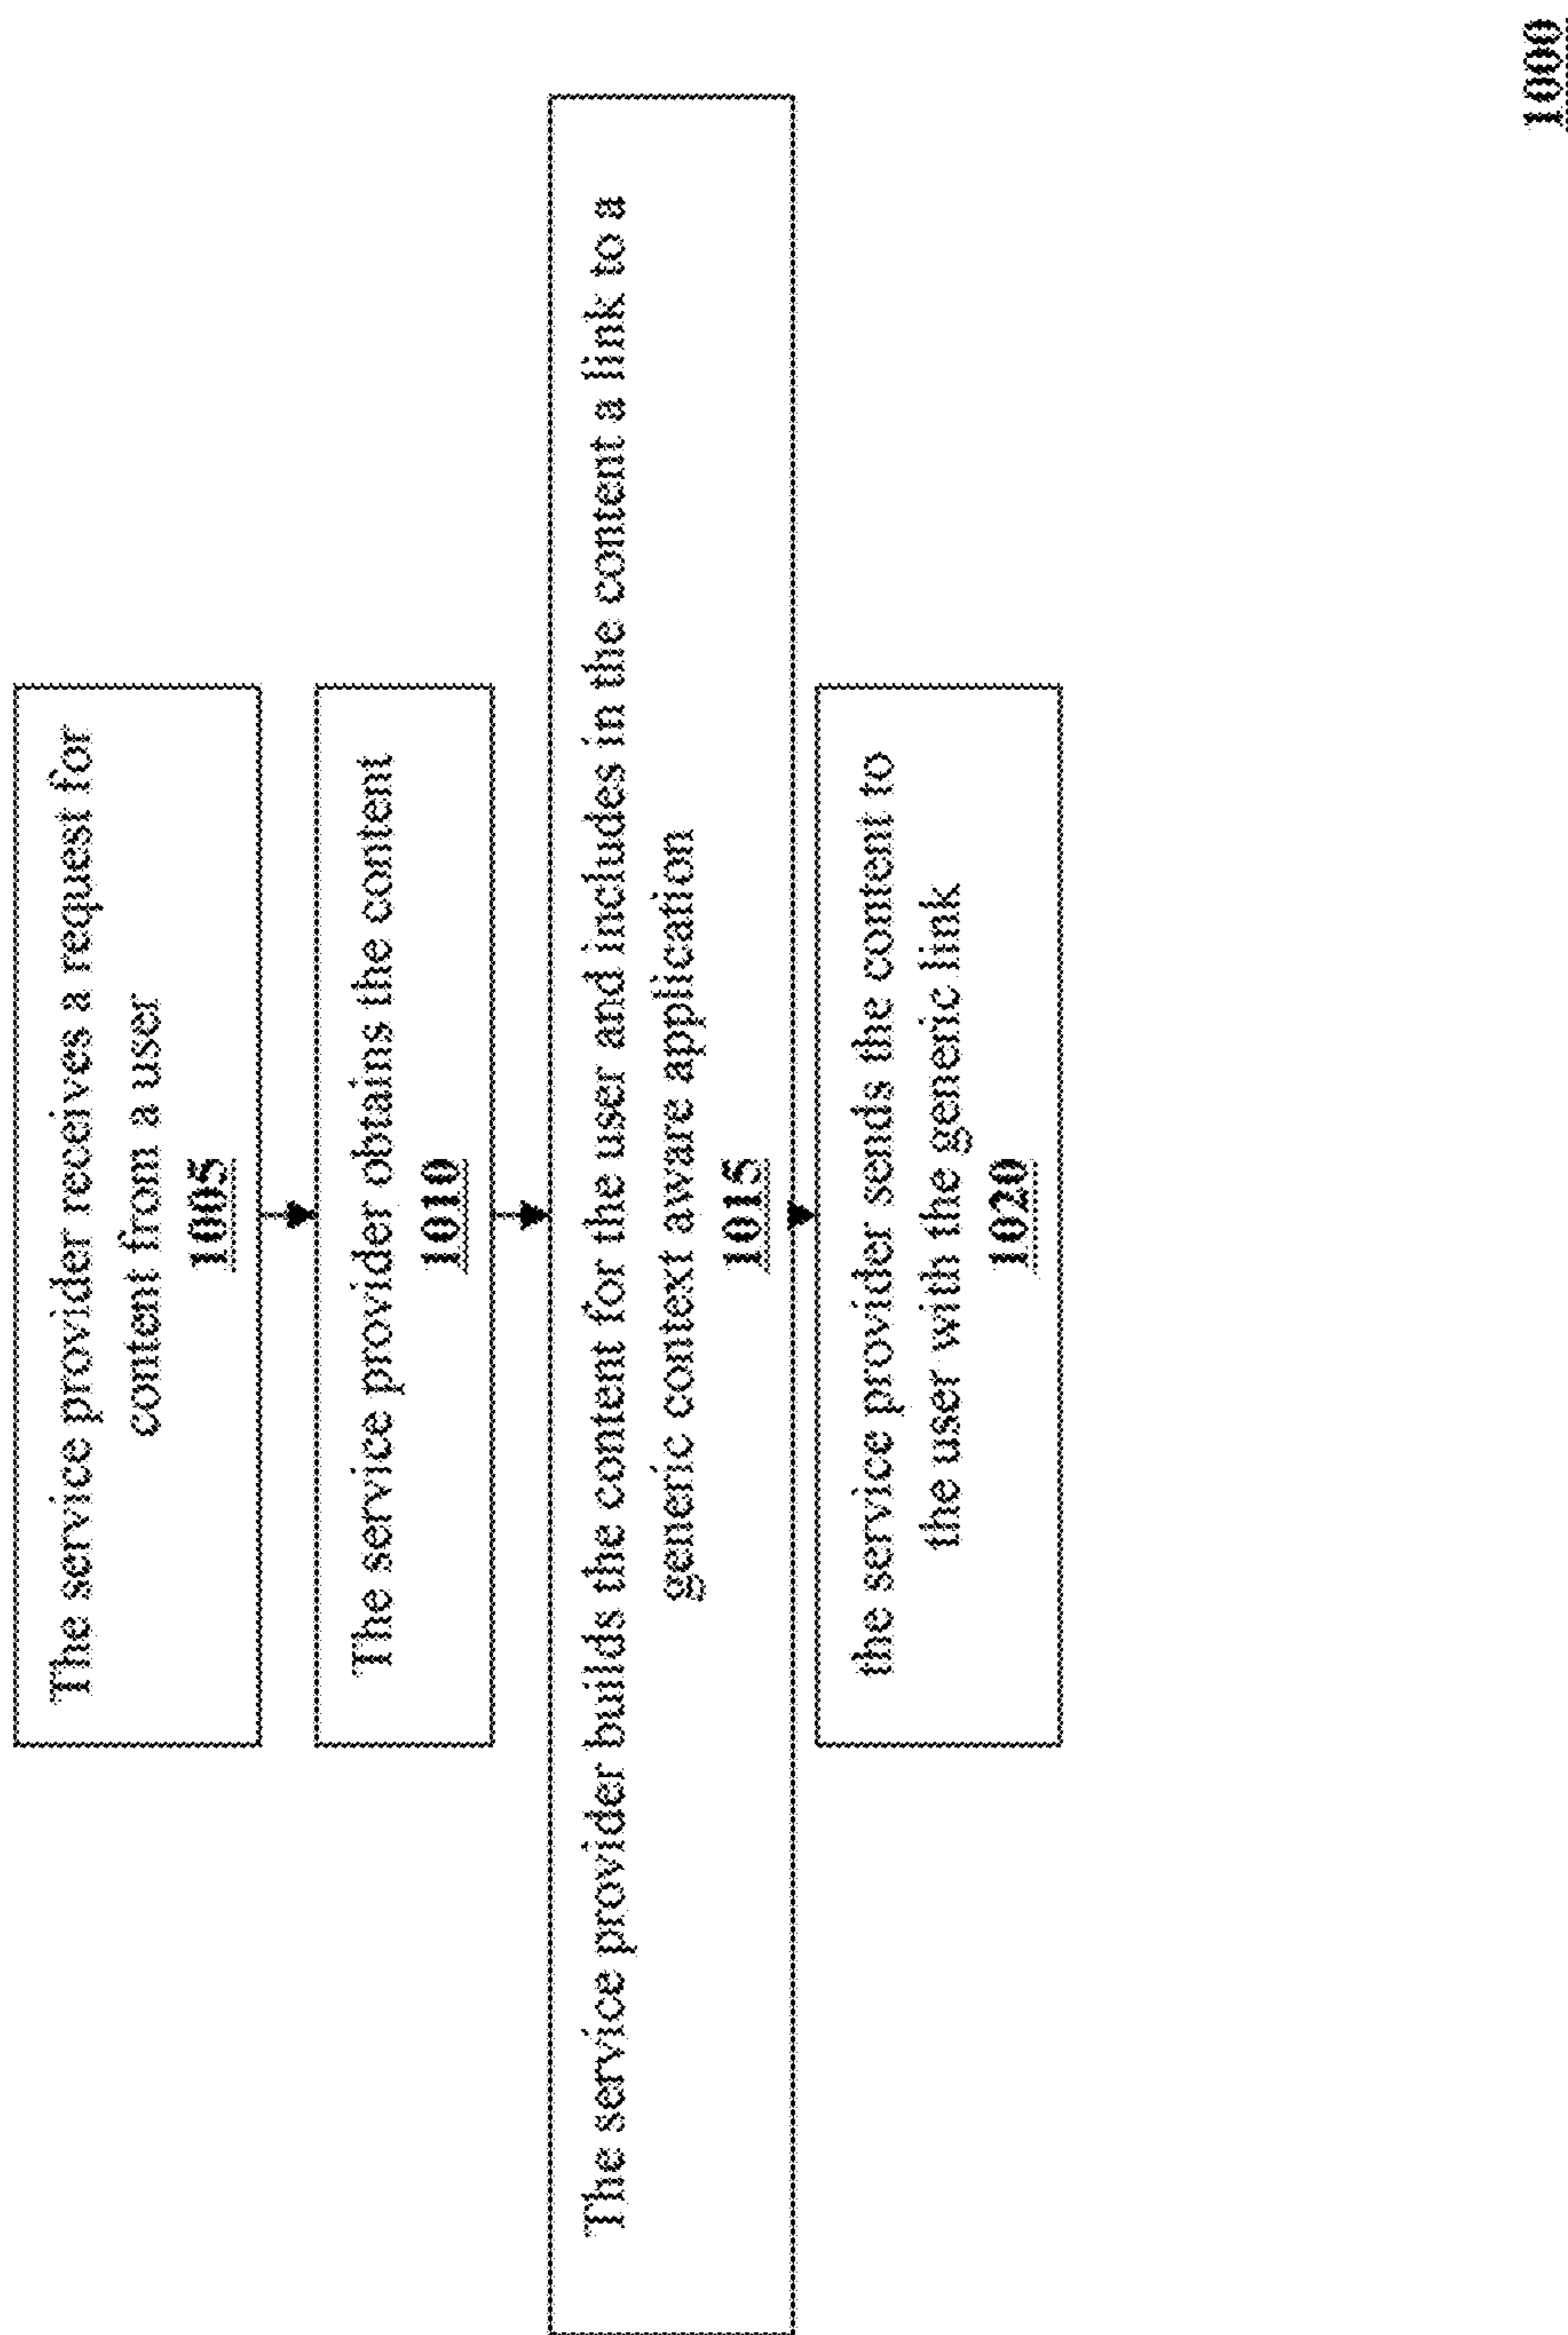 The service provider receives a request for
content from a user
1005
The service provider obtains the content
1010
The service provider builds the content for the user and includes in the content a link to a
generic context aware application
1015
the service provider sends the content to
the user with the generic link
1020
1000